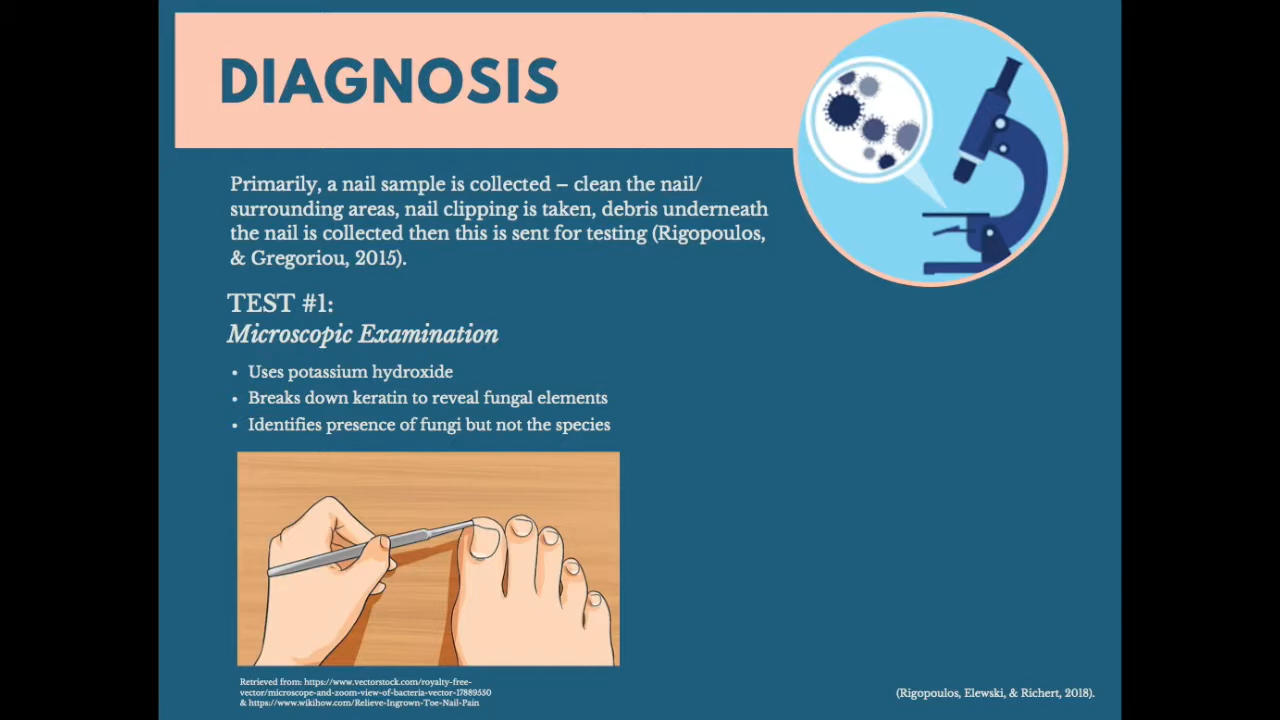 DIAGNOSIS
Primarily, a nail sample is collected – clean the nail/
surrounding areas, nail clipping is taken, debris underneath
the nail is collected then this is sent for testing (Rigopoulos,
& Gregoriou, 2015).
TEST #1:
Microscopic Examination
• Uses potassium hydroxide
• Breaks down keratin to reveal fungal elements
• Identifies presence of fungi but not the species
Retrieved from: https://www.vectorstock.com/royalty-free-
vector/microscope-and-zoom-view-of-bacteria-vector-17889550
& https://www.wikihow.com/Relieve-Ingrown-Toe-Nail-Pain
(Rigopoulos, Elewski, & Richert, 2018).